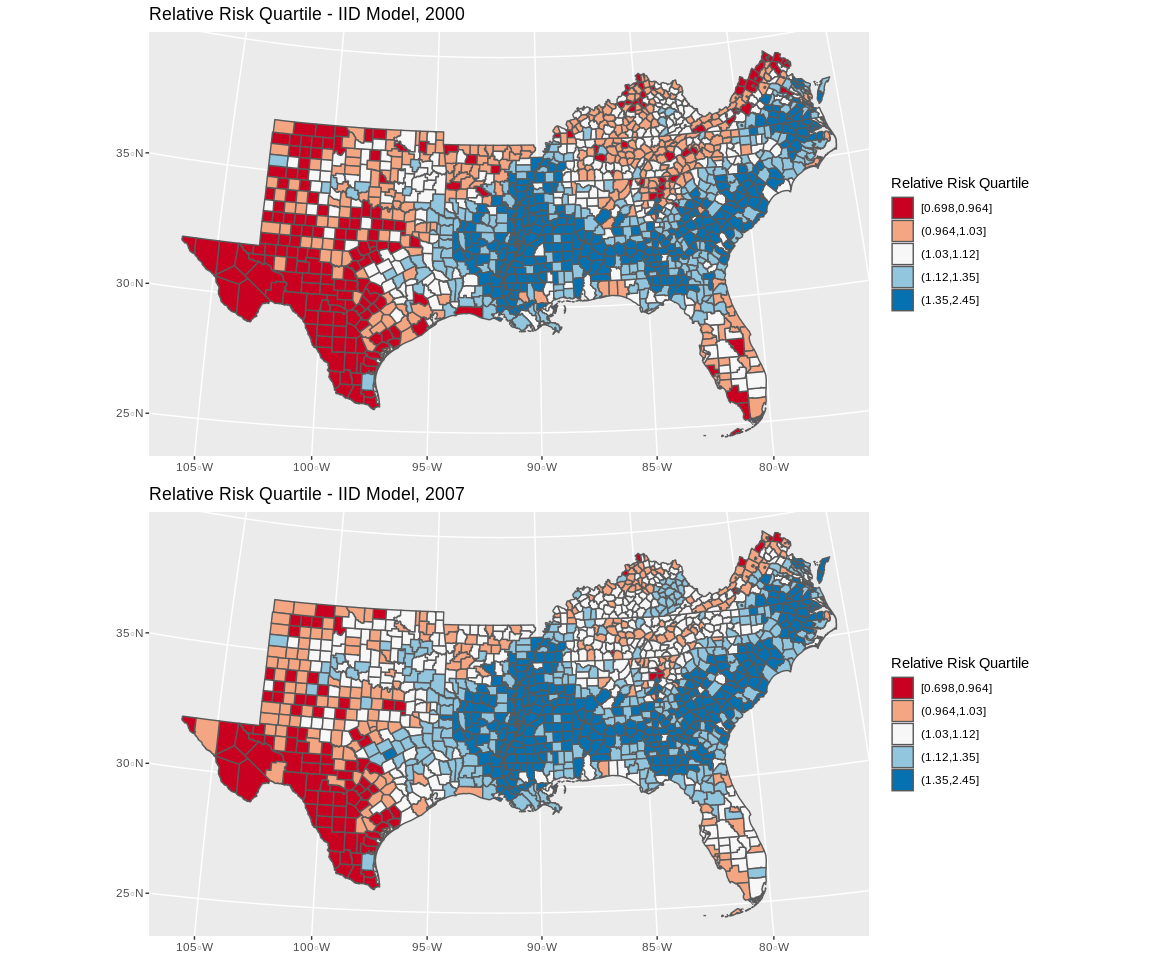 Relative Risk Quartile - IID Model, 2000
35◦N
30◦N
25◦N
105◦W
100◦W
95◦W
90◦W
85◦W
80◦W
Relative Risk Quartile
[0.698,0.964]
(0.964,1.03]
(1.03,1.12]
(1.12,1.35]
(1.35,2.45]
Relative Risk Quartile - IID Model, 2007
35◦N
30◦N
25◦N
105◦W
100◦W
95◦W
90◦W
85◦W
80◦W
Relative Risk Quartile
[0.698,0.964]
(0.964,1.03]
(1.03,1.12]
(1.12,1.35]
(1.35,2.45]